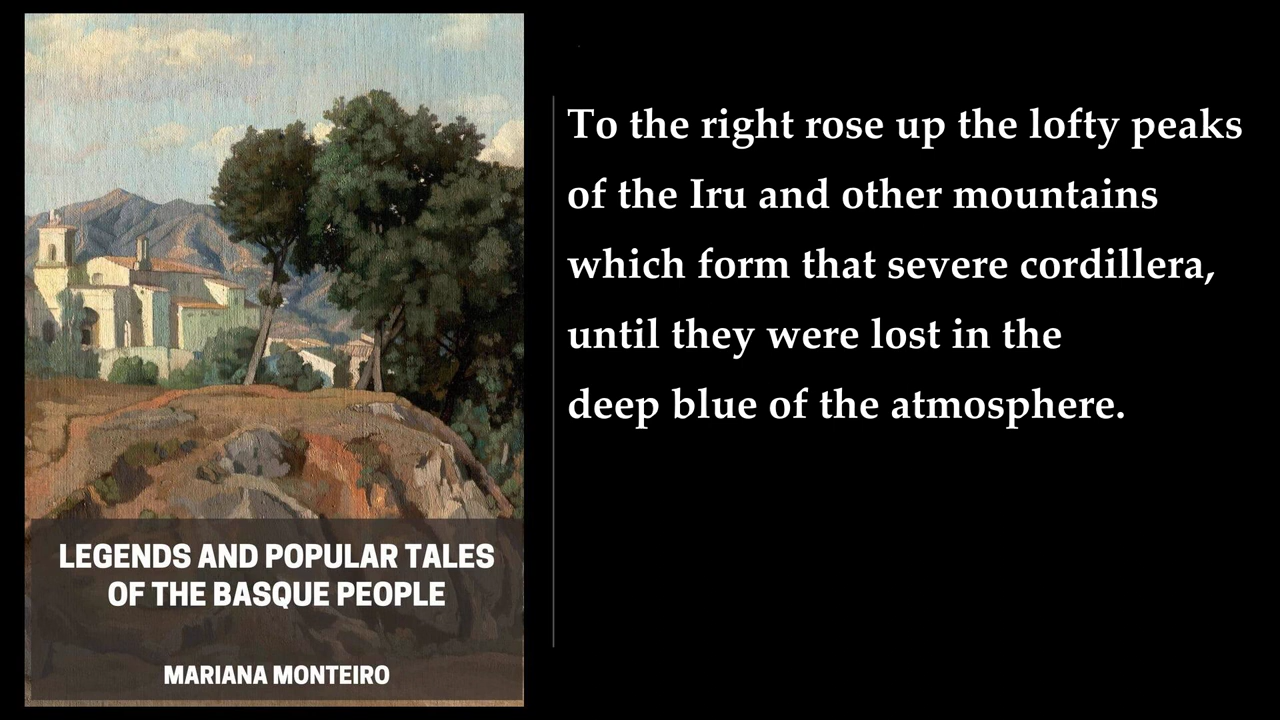 To the right rose up the lofty peaks
of the Iru and other mountains
which form that severe cordillera,
until they were lost in the
deep blue of the atmosphere.
LEGENDS AND POPULAR TALES
OF THE BASQUE PEOPLE
MARIANA MONTEIRO